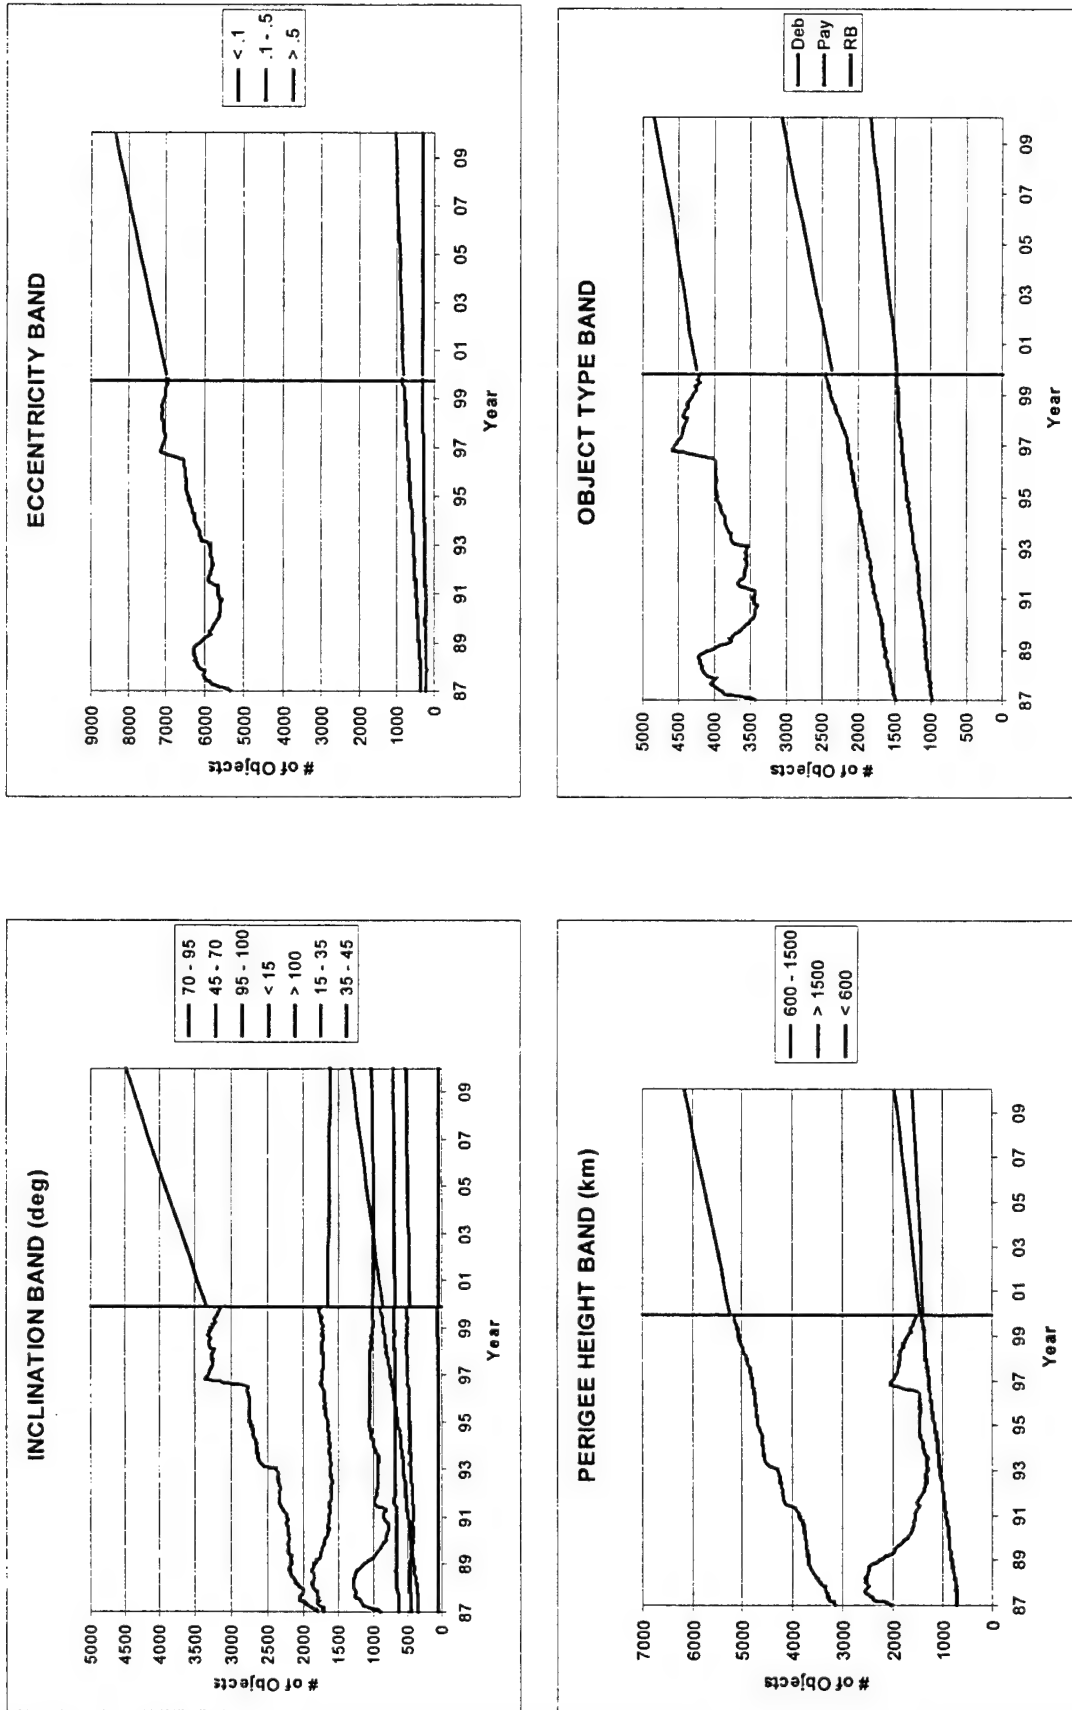 INCLINATION BAND (deg)
5000
4500
4000
3500
3000
2500
2000
1500
1000
500
0
# of Objects
87 89 91 93 95 97 99 01 03 05 07 09
Year
70 - 95
45 - 70
95 - 100
< 15
> 100
15 - 35
35 - 45
ECCENTRICITY BAND
9000
8000
7000
6000
5000
4000
3000
2000
1000
0
# of Objects
87 89 91 93 95 97 99 01 03 05 07 09
Year
< .1
.1 - .5
> .5
PERIGEE HEIGHT BAND (km)
7000
6000
5000
4000
3000
2000
1000
0
# of Objects
87 89 91 93 95 97 99 01 03 05 07 09
Year
600 - 1500
> 1500
< 600
OBJECT TYPE BAND
5000
4500
4000
3500
3000
2500
2000
1500
1000
500
0
# of Objects
87 89 91 93 95 97 99 01 03 05 07 09
Year
Deb
Pay
RB